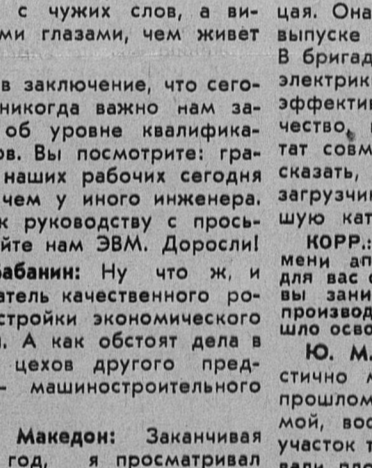 с чужих слов, а ви-
ми глазами, чем живет
в заключение, что сего-
никогда важно нам за-
об уровне квалифика-
ов. Вы посмотрите: гра-
наших рабочих сегодня
чем у иного инженера.
к руководству с прось-
йте нам ЭВМ. Доросли!
абанин: Ну что ж, и
атель качественного ро-
стройки экономического
. А как обстоят дела в
цехов другого пред-
— машиностроительного
Македон: Заканчивая
год, я просматривал
цая. Она
выпуске
В бригад
электрик
эффектив
чество,
тат совм
сказать,
загрузчик
шую кат
КОРР.:
мени ап
для вас
вы зани
производ
шло осво
Ю. М.
стично
прошлом
мой, вос
участок т